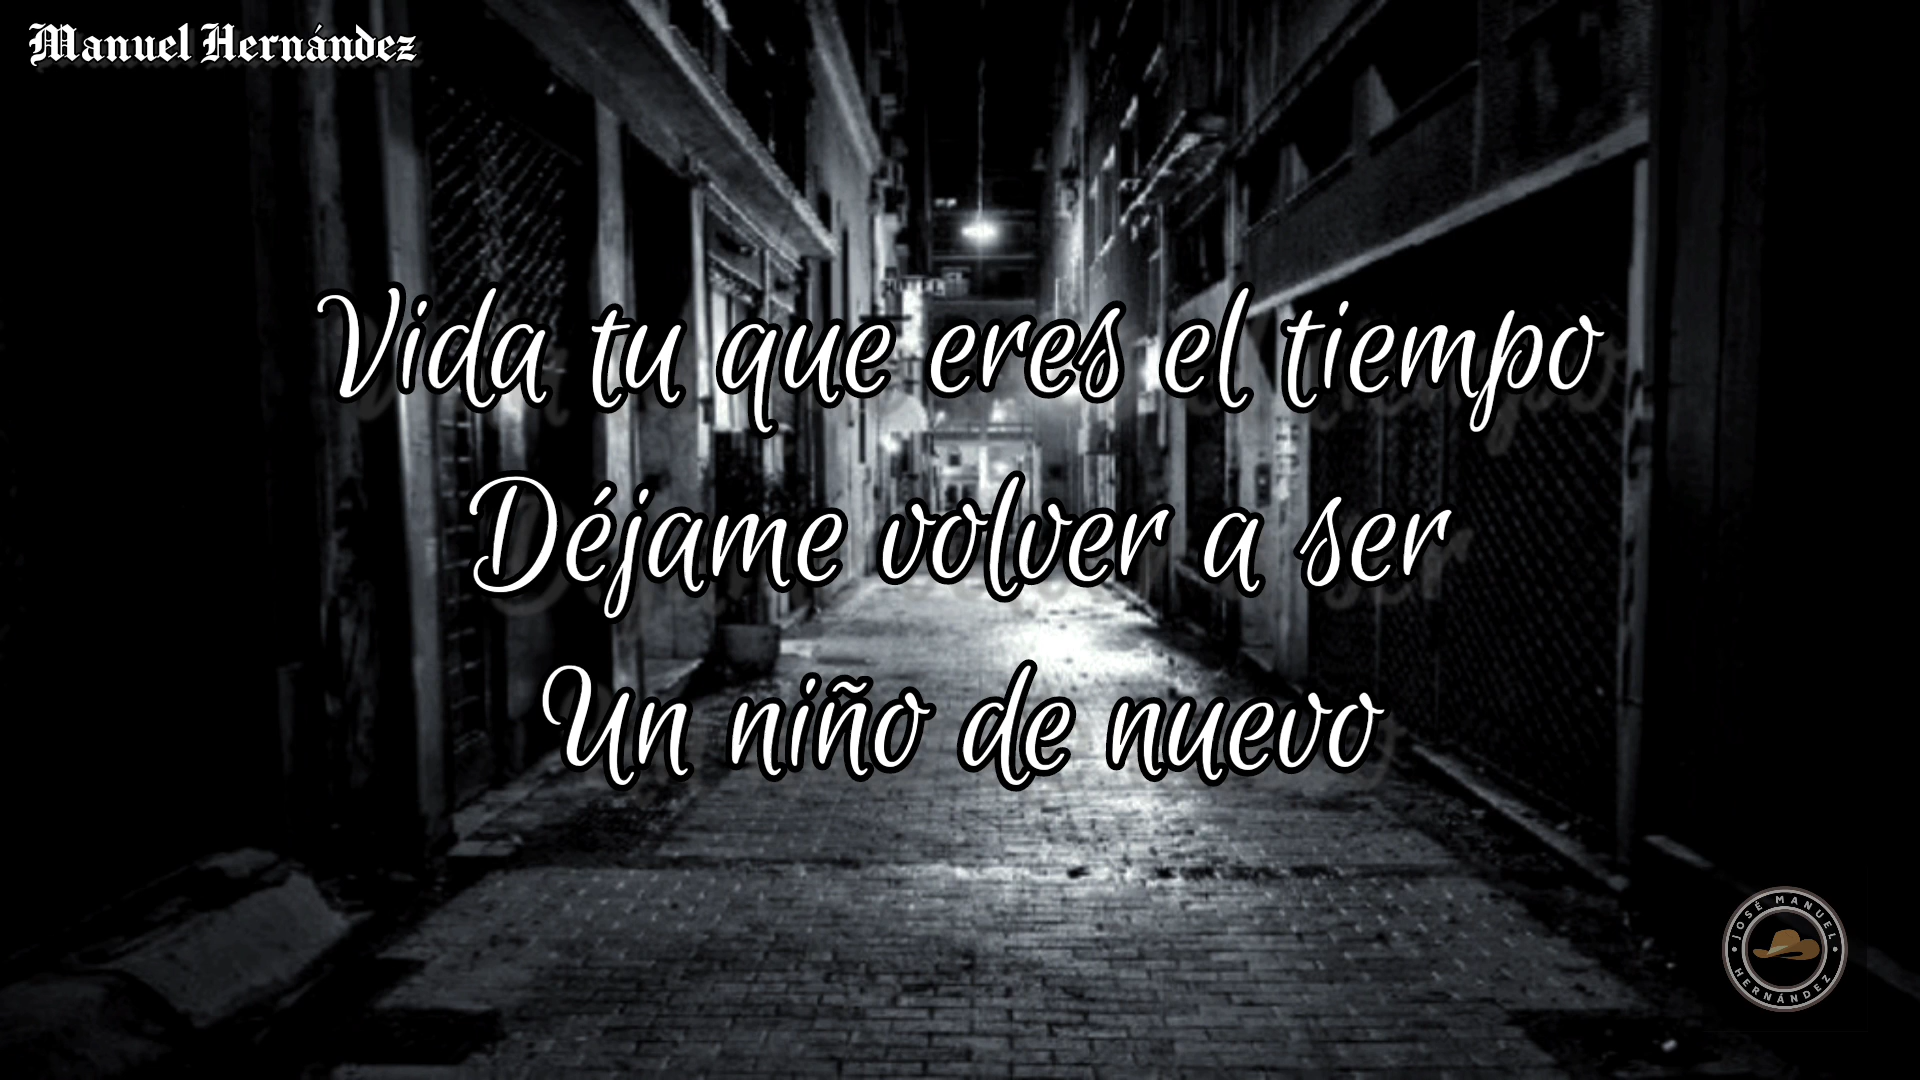 Manuel Hernández
Vida tu que eres el tiempo
Déjame volver a ser
Un niño de nuevo
JOSÉ MANUEL
HERNÁNDEZ